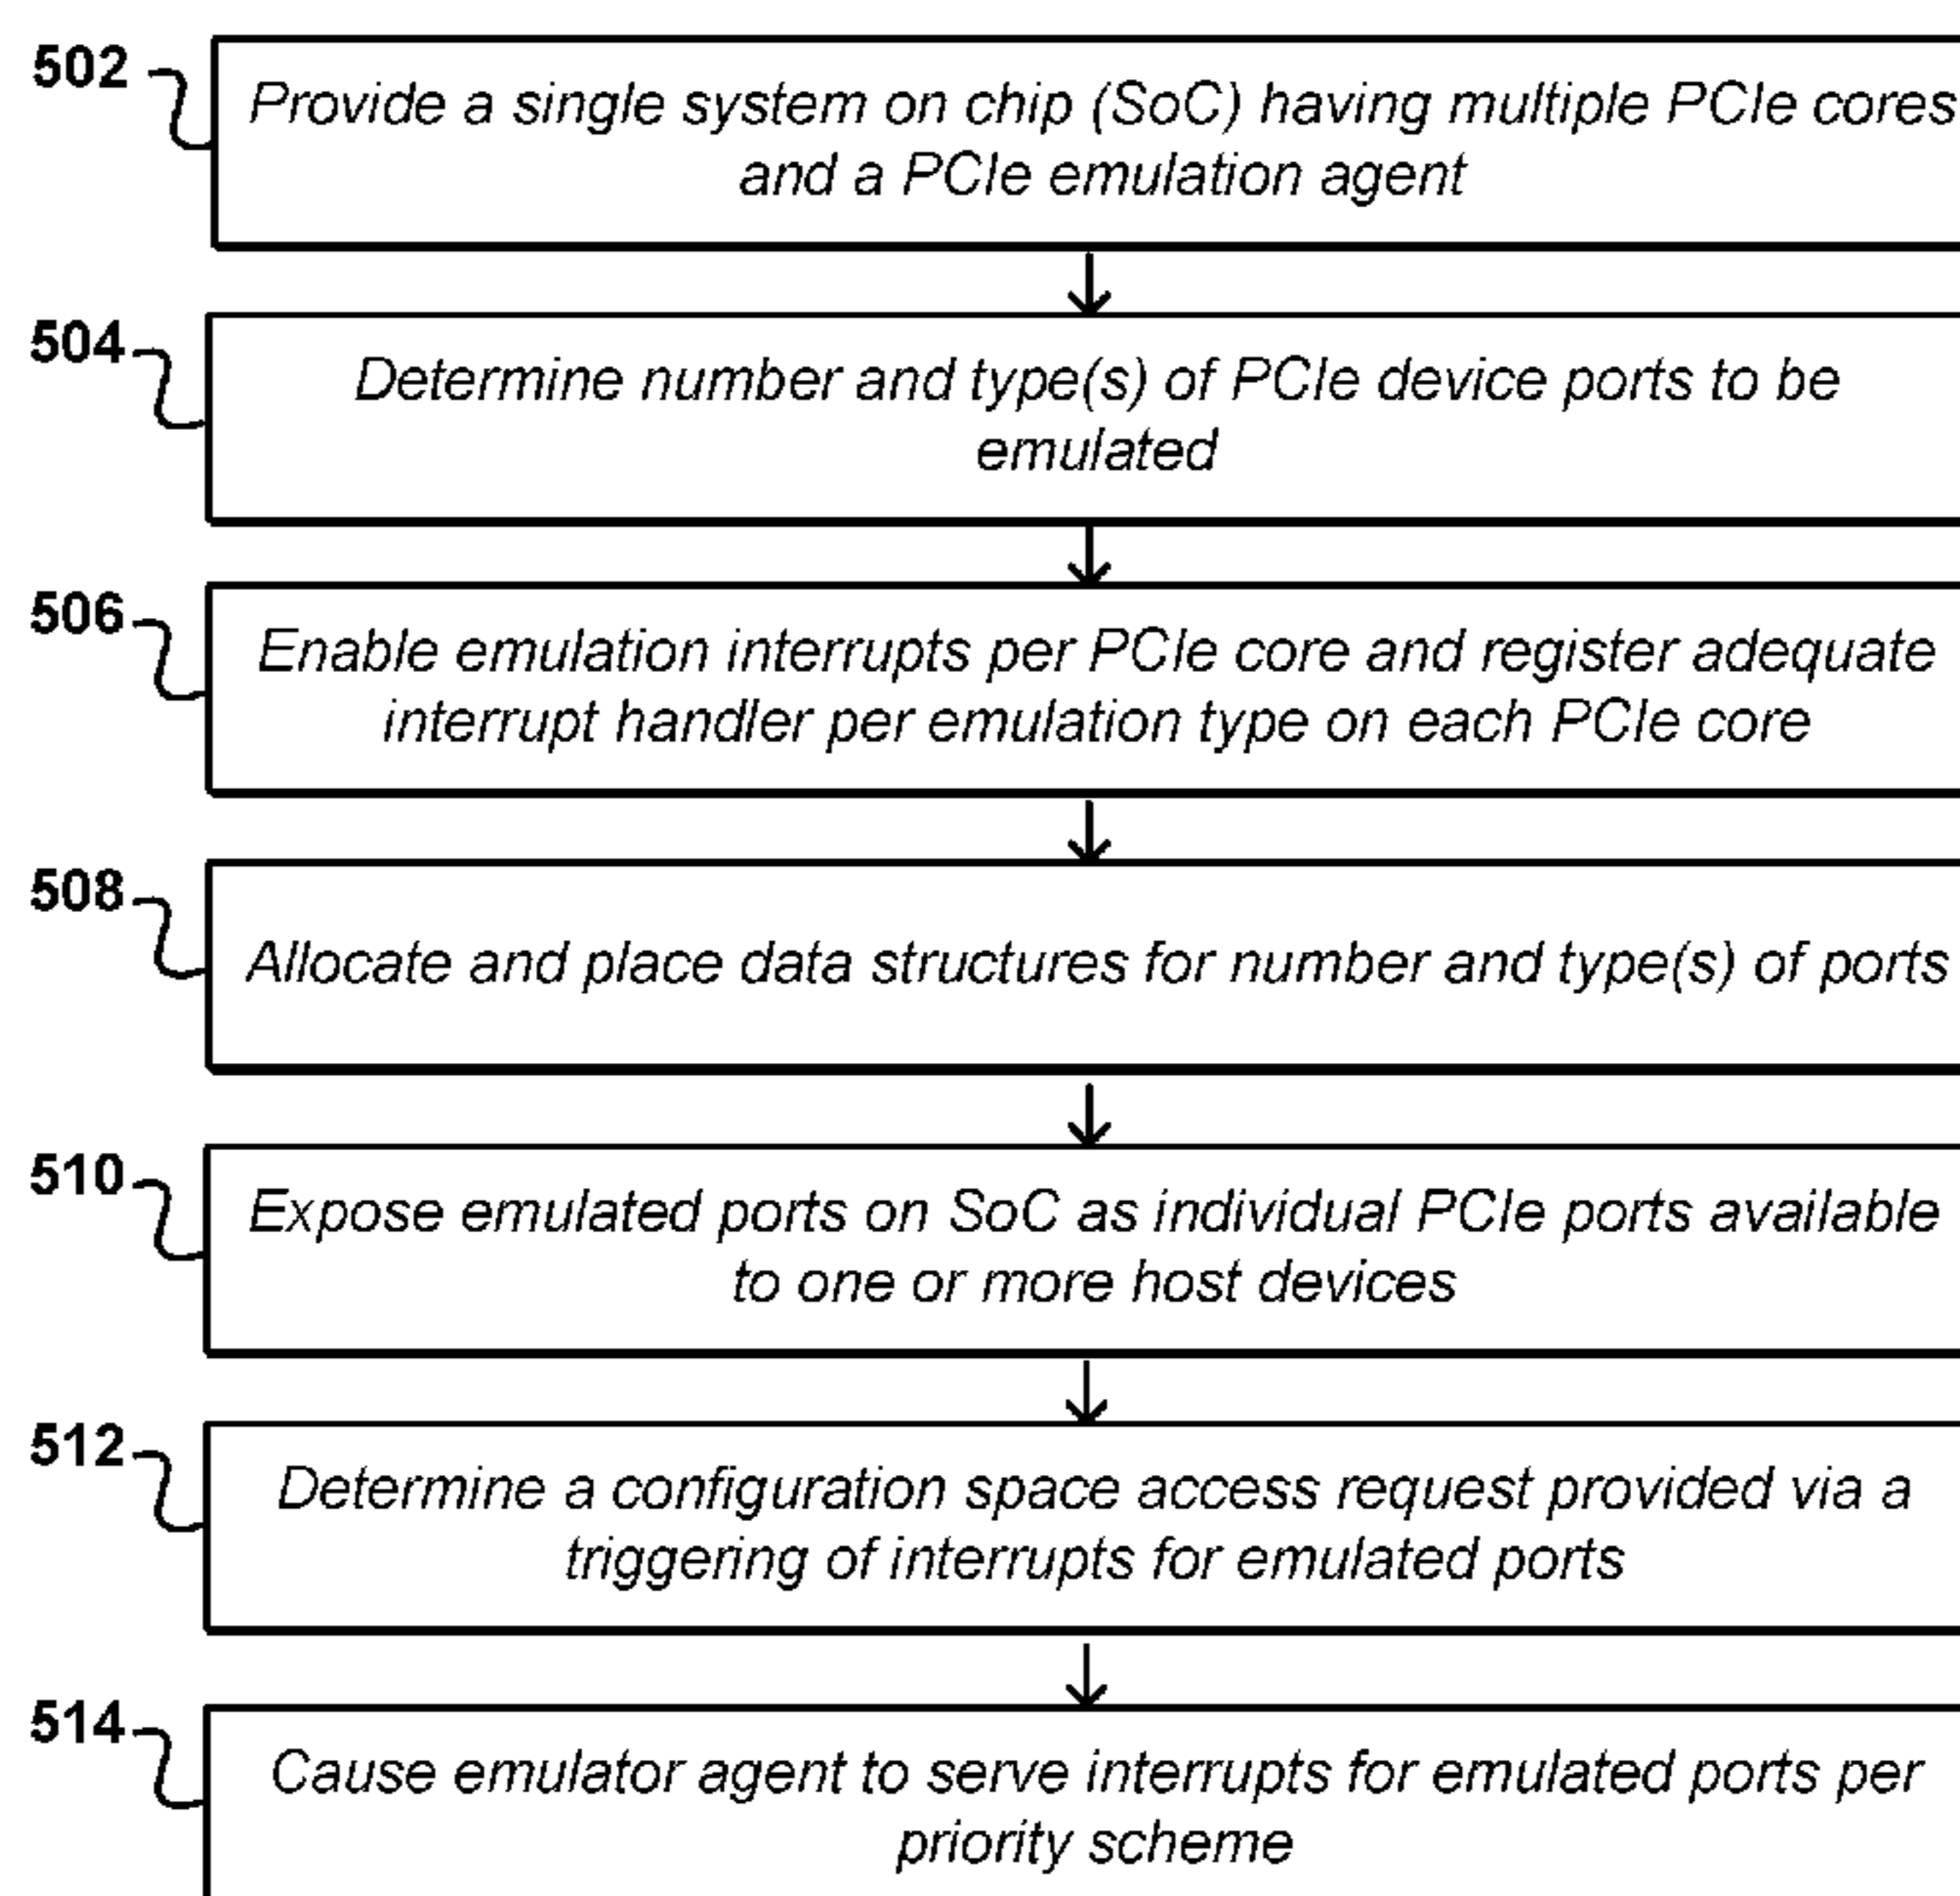 502
Provide a single system on chip (SoC) having multiple PCIe cores
and a PCIe emulation agent
504
Determine number and type(s) of PCIe device ports to be
emulated
506
Enable emulation interrupts per PCIe core and register adequate
interrupt handler per emulation type on each PCIe core
508
Allocate and place data structures for number and type(s) of ports
510
Expose emulated ports on SoC as individual PCIe ports available
to one or more host devices
512
Determine a configuration space access request provided via a
triggering of interrupts for emulated ports
514
Cause emulator agent to serve interrupts for emulated ports per
priority scheme